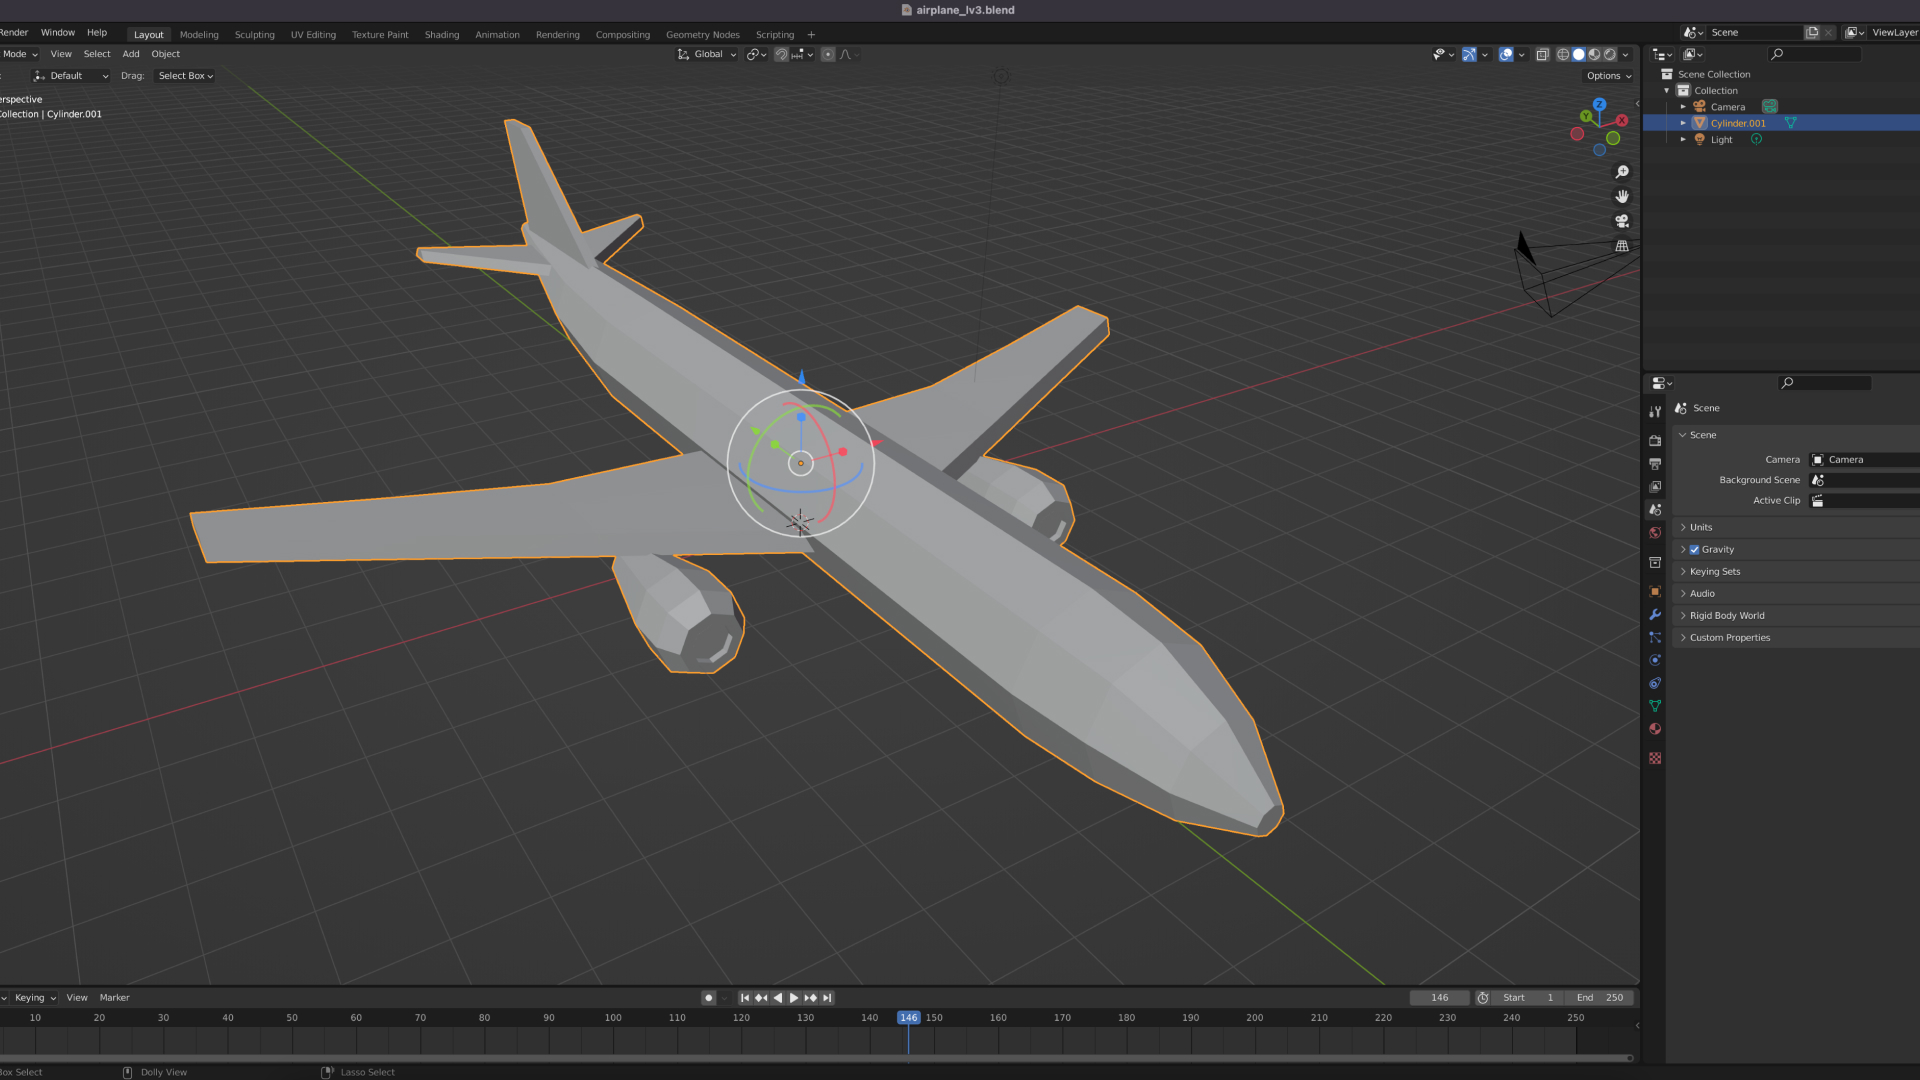 airplane_lv3.blend
Render Window Help Layout Modeling Sculpting UV Editing Texture Paint Shading Animation Rendering Compositing Geometry Nodes Scripting + Scene ViewLayer
Mode View Select Add Object Global
Default Drag: Select Box Options
erspective
ollection | Cylinder.001
Z
Y X
Scene Collection
Collection
Camera
Cylinder.001
Light
Scene
Scene
Camera Camera
Background Scene
Active Clip
Units
Gravity
Keying Sets
Audio
Rigid Body World
Custom Properties
Keying View Marker 146 Start 1 End 250
10 20 30 40 50 60 70 80 90 100 110 120 130 140 146 150 160 170 180 190 200 210 220 230 240 250
Box Select Dolly View Lasso Select